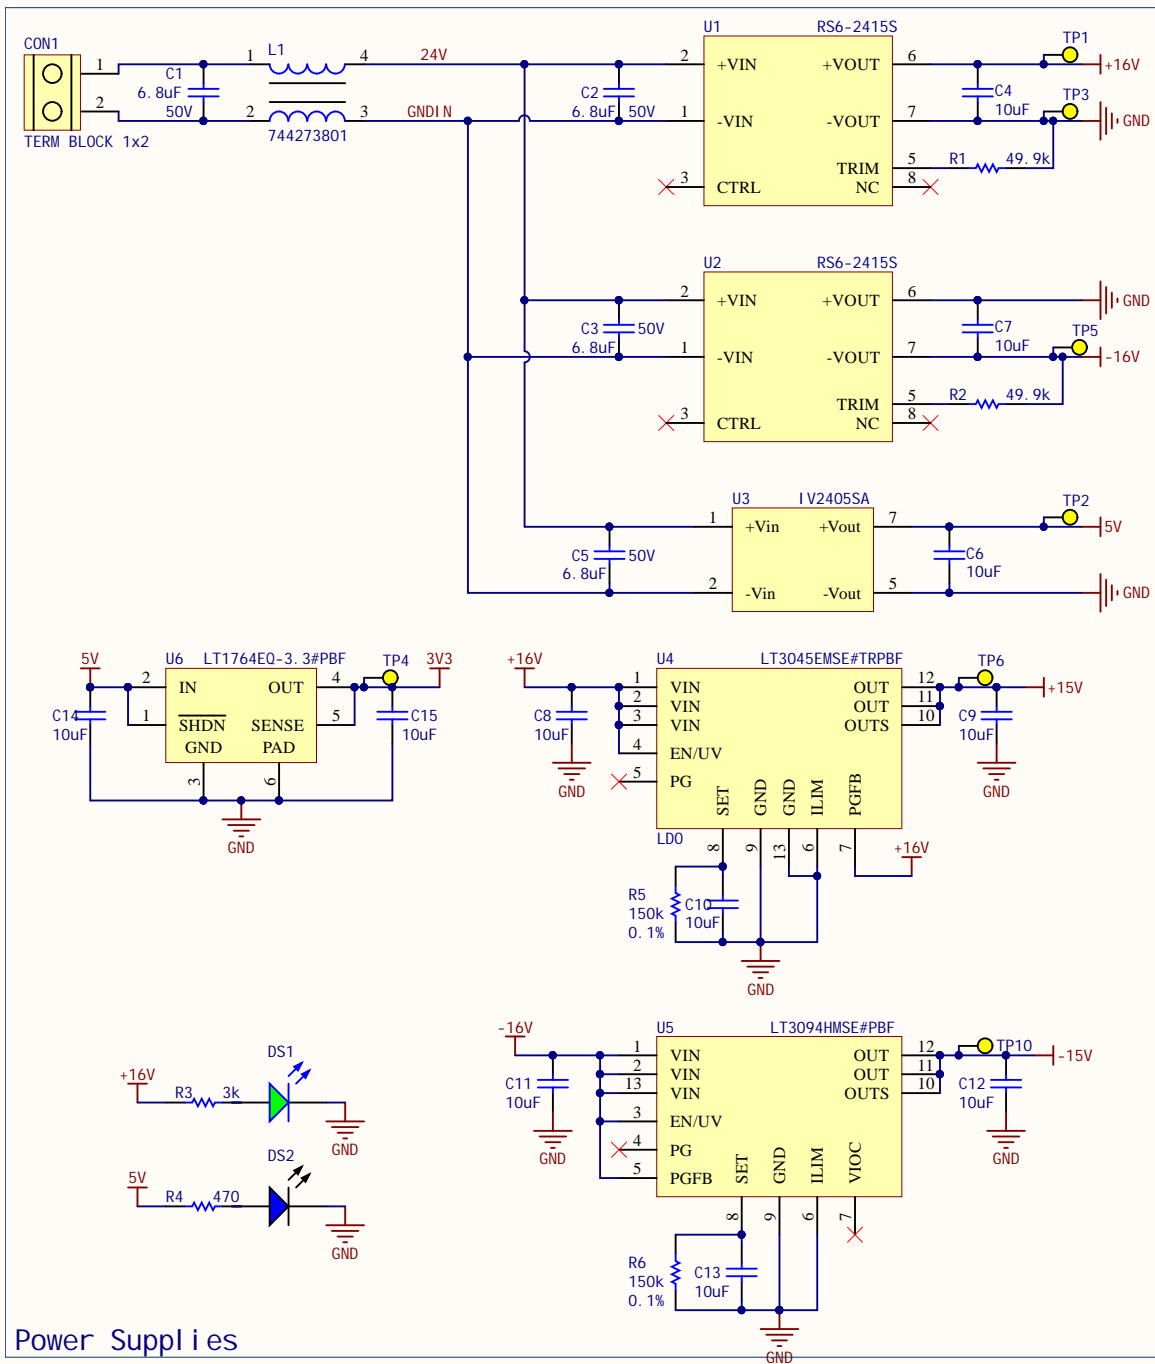 CON1
1
2
TERM BLOCK 1x2
C1
6.8uF
50V
1 L1 4
2 3
744273801
24V
GNDIN
C2
6.8uF 50V
U1 RS6-2415S
2 +VIN +VOUT 6
1 -VIN -VOUT 7
TRIM 5
3 CTRL NC 8
C4
10uF
TP1
+16V
TP3
GND
R1 49.9k
U2 RS6-2415S
2 +VIN +VOUT 6
1 -VIN -VOUT 7
TRIM 5
3 CTRL NC 8
C3 50V
6.8uF
C7
10uF
GND
TP5
-16V
R2 49.9k
U3 IV2405SA
1 +Vin +Vout 7
2 -Vin -Vout 5
C5 50V
6.8uF
C6
10uF
TP2
5V
GND
5V
U6 LT1764EQ-3.3#PBF
2 IN OUT 4
1 SHDN SENSE 5
GND PAD
3 6
C14
10uF
TP4
3V3
C15
10uF
GND
+16V
U4 LT3045EMSE#TRPBF
1 VIN OUT 12
2 VIN OUT 11
3 VIN OUTS 10
4 EN/UV
5 PG
SET GND GND ILIM PGFB
LDO
8 9 13 6 7
C8
10uF
GND
TP6
+15V
C9
10uF
GND
+16V
R5
150k
0.1%
C10
10uF
GND
-16V
U5 LT3094HMSE#PBF
1 VIN OUT 12
2 VIN OUT 11
13 VIN OUTS 10
3 EN/UV
4 PG
5 PGFB
SET GND ILIM VIOC
8 9 6 7
C11
10uF
GND
TP10
-15V
C12
10uF
GND
R6
150k
0.1%
C13
10uF
GND
DS1
+16V
R3 3k
GND
DS2
5V
R4 470
GND
Power Supplies